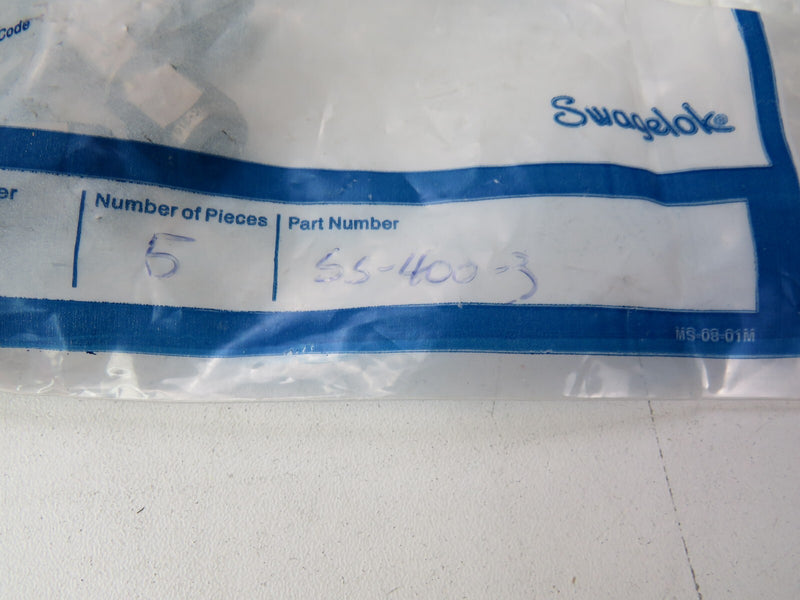 Code
Swagelok
er
Number of Pieces
Part Number
5
SS-400-3
MS-08-01M